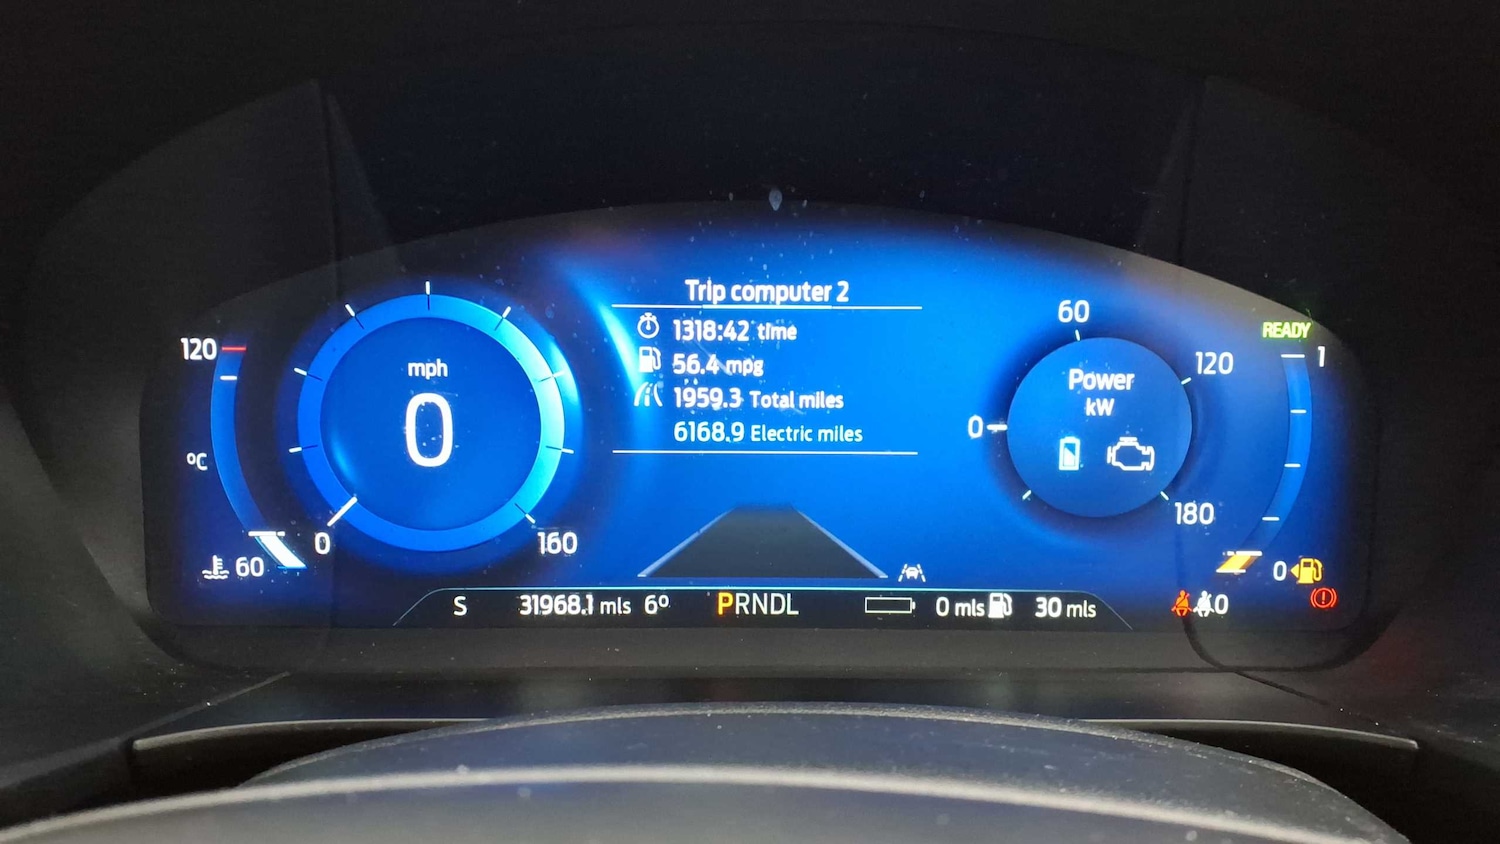 Trip computer 2
1318:42 time
56.4 mpg
1959.3 Total miles
6168.9 Electric miles
120
ºC
60
mph
0
0
160
60
120
0
Power
kW
180
READY
1
0
S 31968.1 mls 6º PRNDL 0 mls 30 mls
0